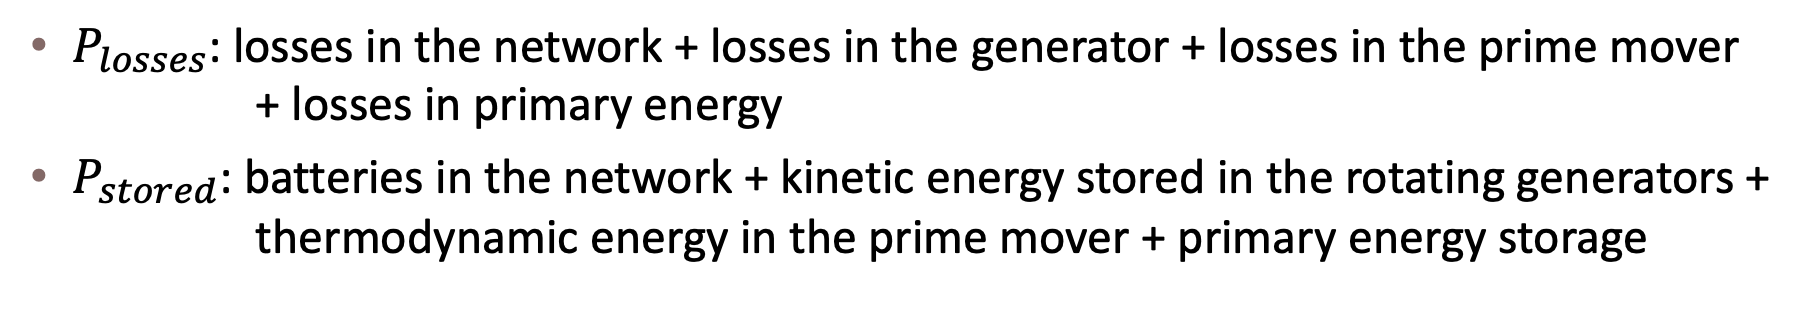 • P_losses: losses in the network + losses in the generator + losses in the prime mover
+ losses in primary energy
• P_stored: batteries in the network + kinetic energy stored in the rotating generators +
thermodynamic energy in the prime mover + primary energy storage